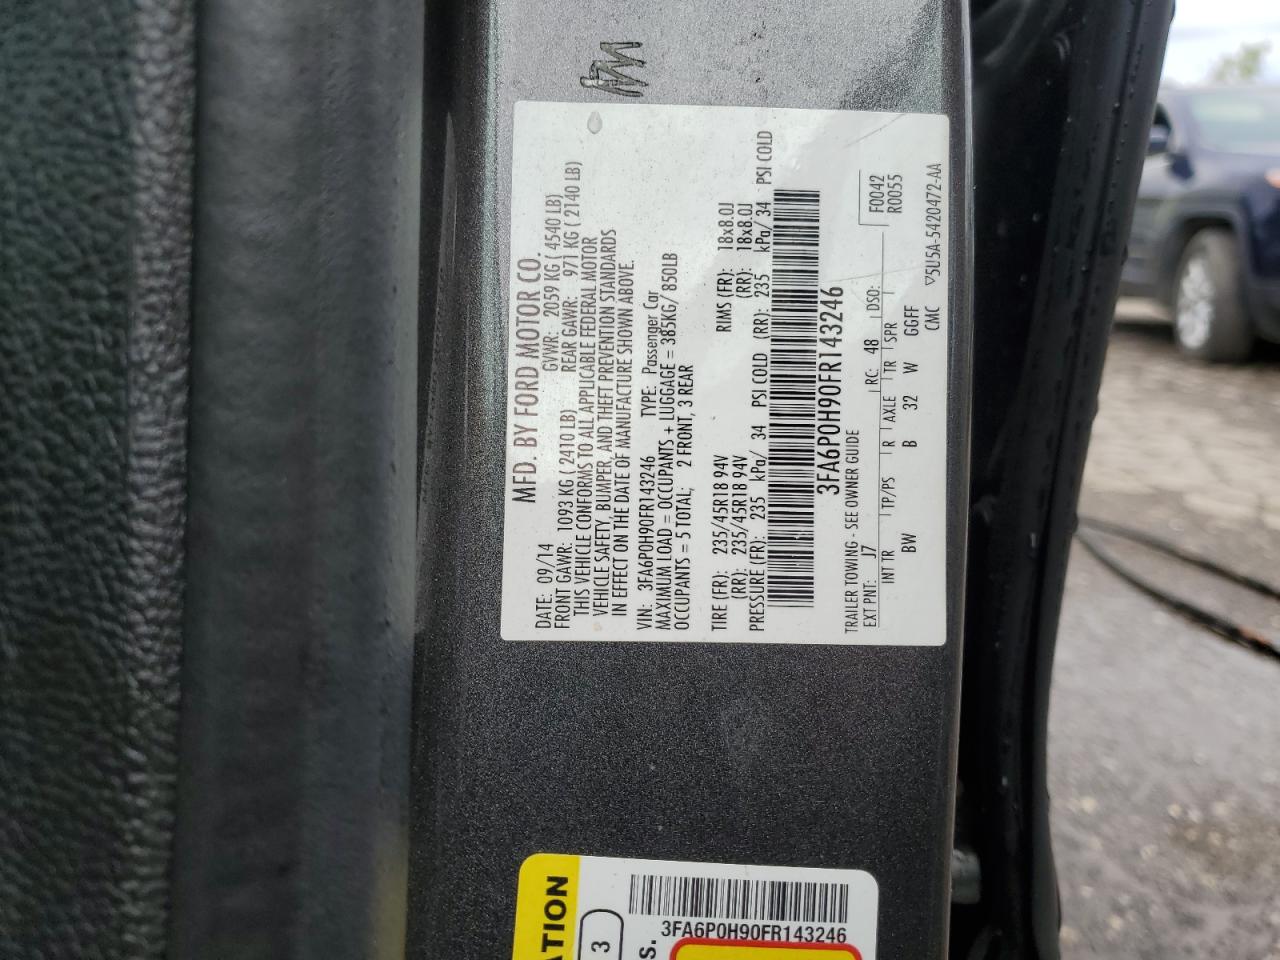 MFD. BY FORD MOTOR CO.
DATE: 09/14 GVWR: 2059 KG ( 4540 LB)
FRONT GAWR: 1093 KG ( 2410 LB) REAR GAWR: 971 KG ( 2140 LB)
THIS VEHICLE CONFORMS TO ALL APPLICABLE FEDERAL MOTOR
VEHICLE SAFETY, BUMPER, AND THEFT PREVENTION STANDARDS
IN EFFECT ON THE DATE OF MANUFACTURE SHOWN ABOVE.
VIN: 3FA6P0H90FR143246 TYPE: Passenger Car
MAXIMUM LOAD = OCCUPANTS + LUGGAGE = 385KG/ 850LB
OCCUPANTS = 5 TOTAL; 2 FRONT, 3 REAR
TIRE (FR): 235/45R18 94V RIMS (FR): 18x8.0J
(RR): 235/45R18 94V (RR): 18x8.0J
PRESSURE (FR): 235 kPa/ 34 PSI COLD (RR): 235 kPa/ 34 PSI COLD
3FA6P0H90FR143246
TRAILER TOWING - SEE OWNER GUIDE
F0042
R0055
EXT PNT: J7 RC: 48 DSO:
INT TR TP/PS R AXLE TR SPR
BW B 32 W GGFF
CMC ▽5U5A-5420472-AA
ATION
3
3FA6P0H90FR143246
S.